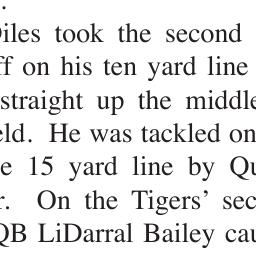 .
iles took the second
ff on his ten yard line
straight up the middle
eld. He was tackled on
e 15 yard line by Qu
r. On the Tigers’ sec
QB LiDarral Bailey cau